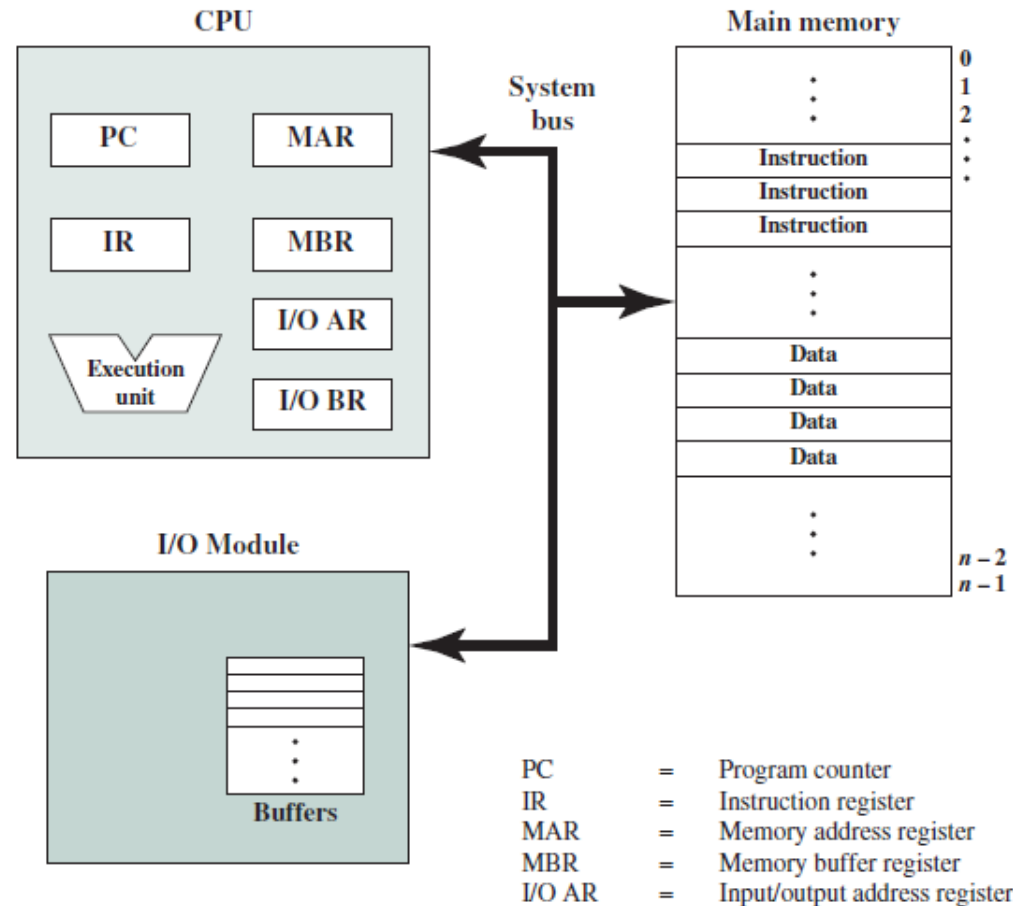 CPU
Main memory
System
bus
PC
MAR
IR
MBR
I/O AR
I/O BR
Execution
unit
0
1
2
Instruction
Instruction
Instruction
Data
Data
Data
Data
n – 2
n – 1
I/O Module
Buffers
PC = Program counter
IR = Instruction register
MAR = Memory address register
MBR = Memory buffer register
I/O AR = Input/output address register